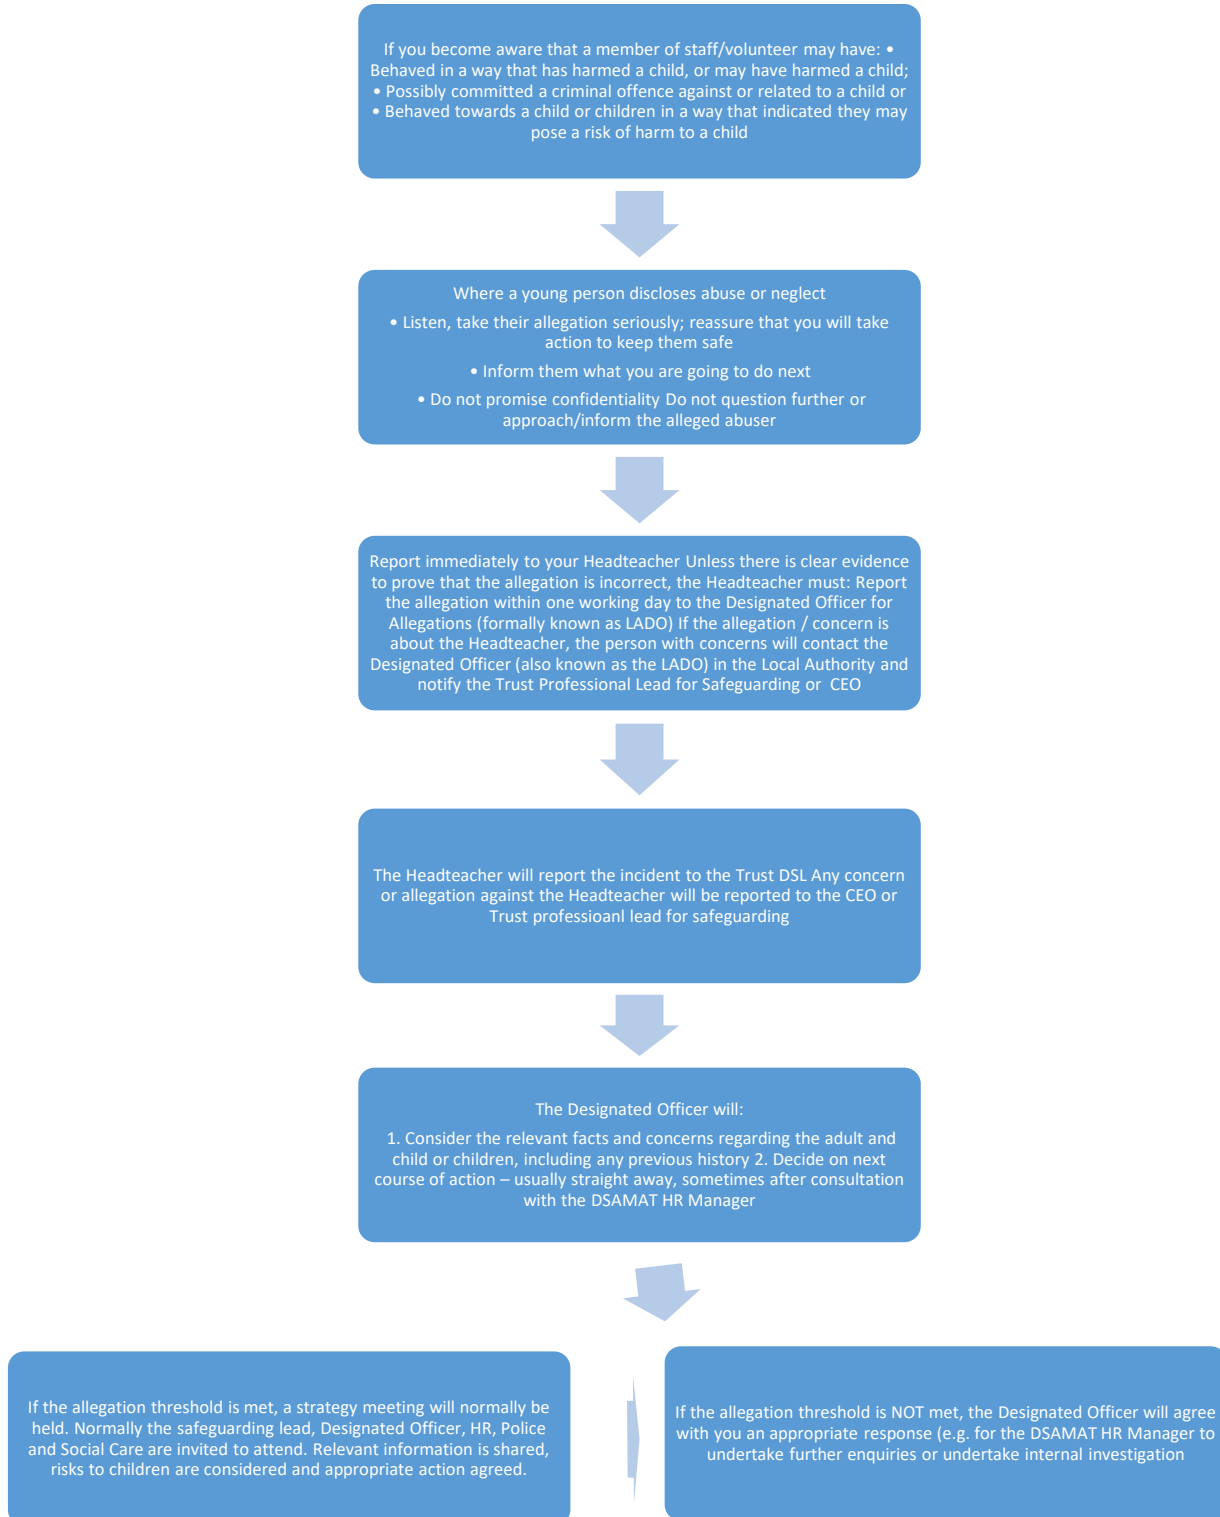 If you become aware that a member of staff/volunteer may have: •
Behaved in a way that has harmed a child, or may have harmed a child;
• Possibly committed a criminal offence against or related to a child or
• Behaved towards a child or children in a way that indicated they may
pose a risk of harm to a child
Where a young person discloses abuse or neglect
• Listen, take their allegation seriously; reassure that you will take
action to keep them safe
• Inform them what you are going to do next
• Do not promise confidentiality Do not question further or
approach/inform the alleged abuser
Report immediately to your Headteacher Unless there is clear evidence
to prove that the allegation is incorrect, the Headteacher must: Report
the allegation within one working day to the Designated Officer for
Allegations (formally known as LADO) If the allegation / concern is
about the Headteacher, the person with concerns will contact the
Designated Officer (also known as the LADO) in the Local Authority and
notify the Trust Professional Lead for Safeguarding or  CEO
The Headteacher will report the incident to the Trust DSL Any concern
or allegation against the Headteacher will be reported to the CEO or
Trust professioanl lead for safeguarding
The Designated Officer will:
1. Consider the relevant facts and concerns regarding the adult and
child or children, including any previous history 2. Decide on next
course of action – usually straight away, sometimes after consultation
with the DSAMAT HR Manager
If the allegation threshold is met, a strategy meeting will normally be
held. Normally the safeguarding lead, Designated Officer, HR, Police
and Social Care are invited to attend. Relevant information is shared,
risks to children are considered and appropriate action agreed.
If the allegation threshold is NOT met, the Designated Officer will agree
with you an appropriate response (e.g. for the DSAMAT HR Manager to
undertake further enquiries or undertake internal investigation